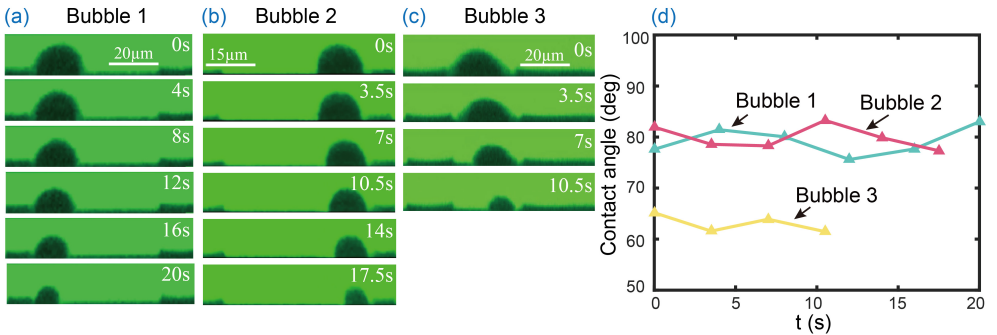 (a) Bubble 1
20μm
0s
4s
8s
12s
16s
20s
(b) Bubble 2
15μm
0s
3.5s
7s
10.5s
14s
17.5s
(c) Bubble 3
20μm
0s
3.5s
7s
10.5s
(d)
Contact angle (deg)
100
90
80
70
60
50
Bubble 1
Bubble 2
Bubble 3
0 5 10 15 20
t (s)